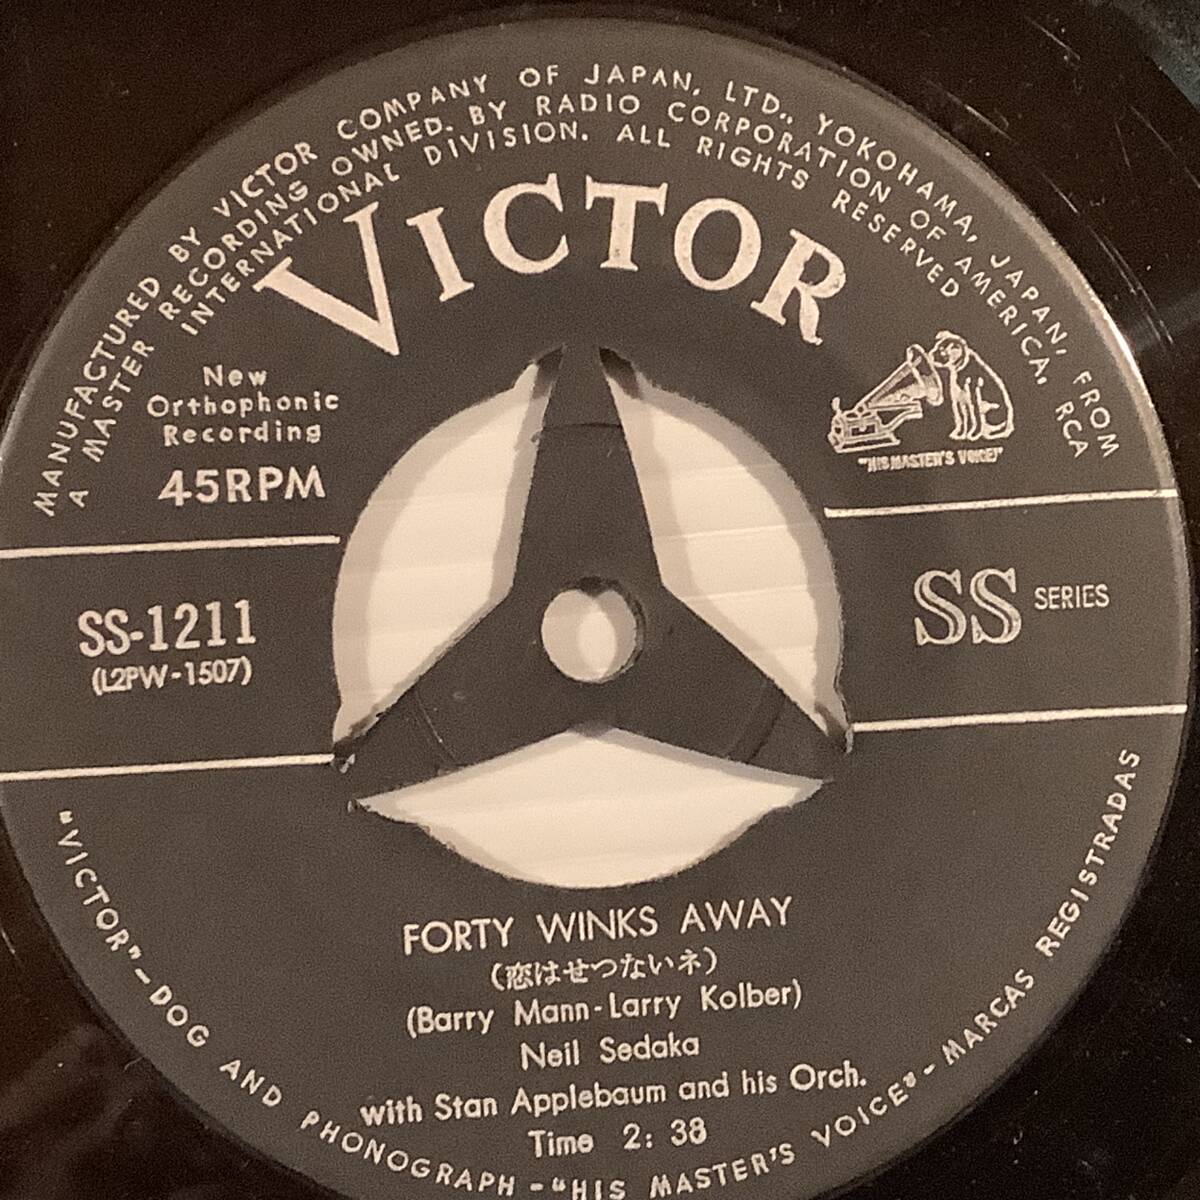 MANUFACTURED BY VICTOR COMPANY OF JAPAN, LTD., YOKOHAMA, JAPAN, FROM
A MASTER RECORDING OWNED. BY RADIO CORPORATION OF AMERICA, RCA
INTERNATIONAL DIVISION. ALL RIGHTS RESERVED
VICTOR
New
Orthophonic
Recording
45RPM
"HIS MASTER'S VOICE"
SS-1211
(L2PW-1507)
SS SERIES
FORTY WINKS AWAY
(恋はせつないネ)
(Barry Mann-Larry Kolber)
Neil Sedaka
with Stan Applebaum and his Orch.
Time 2:38
"VICTOR"-DOG AND PHONOGRAPH-"HIS MASTER'S VOICE"-MARCAS REGISTRADAS